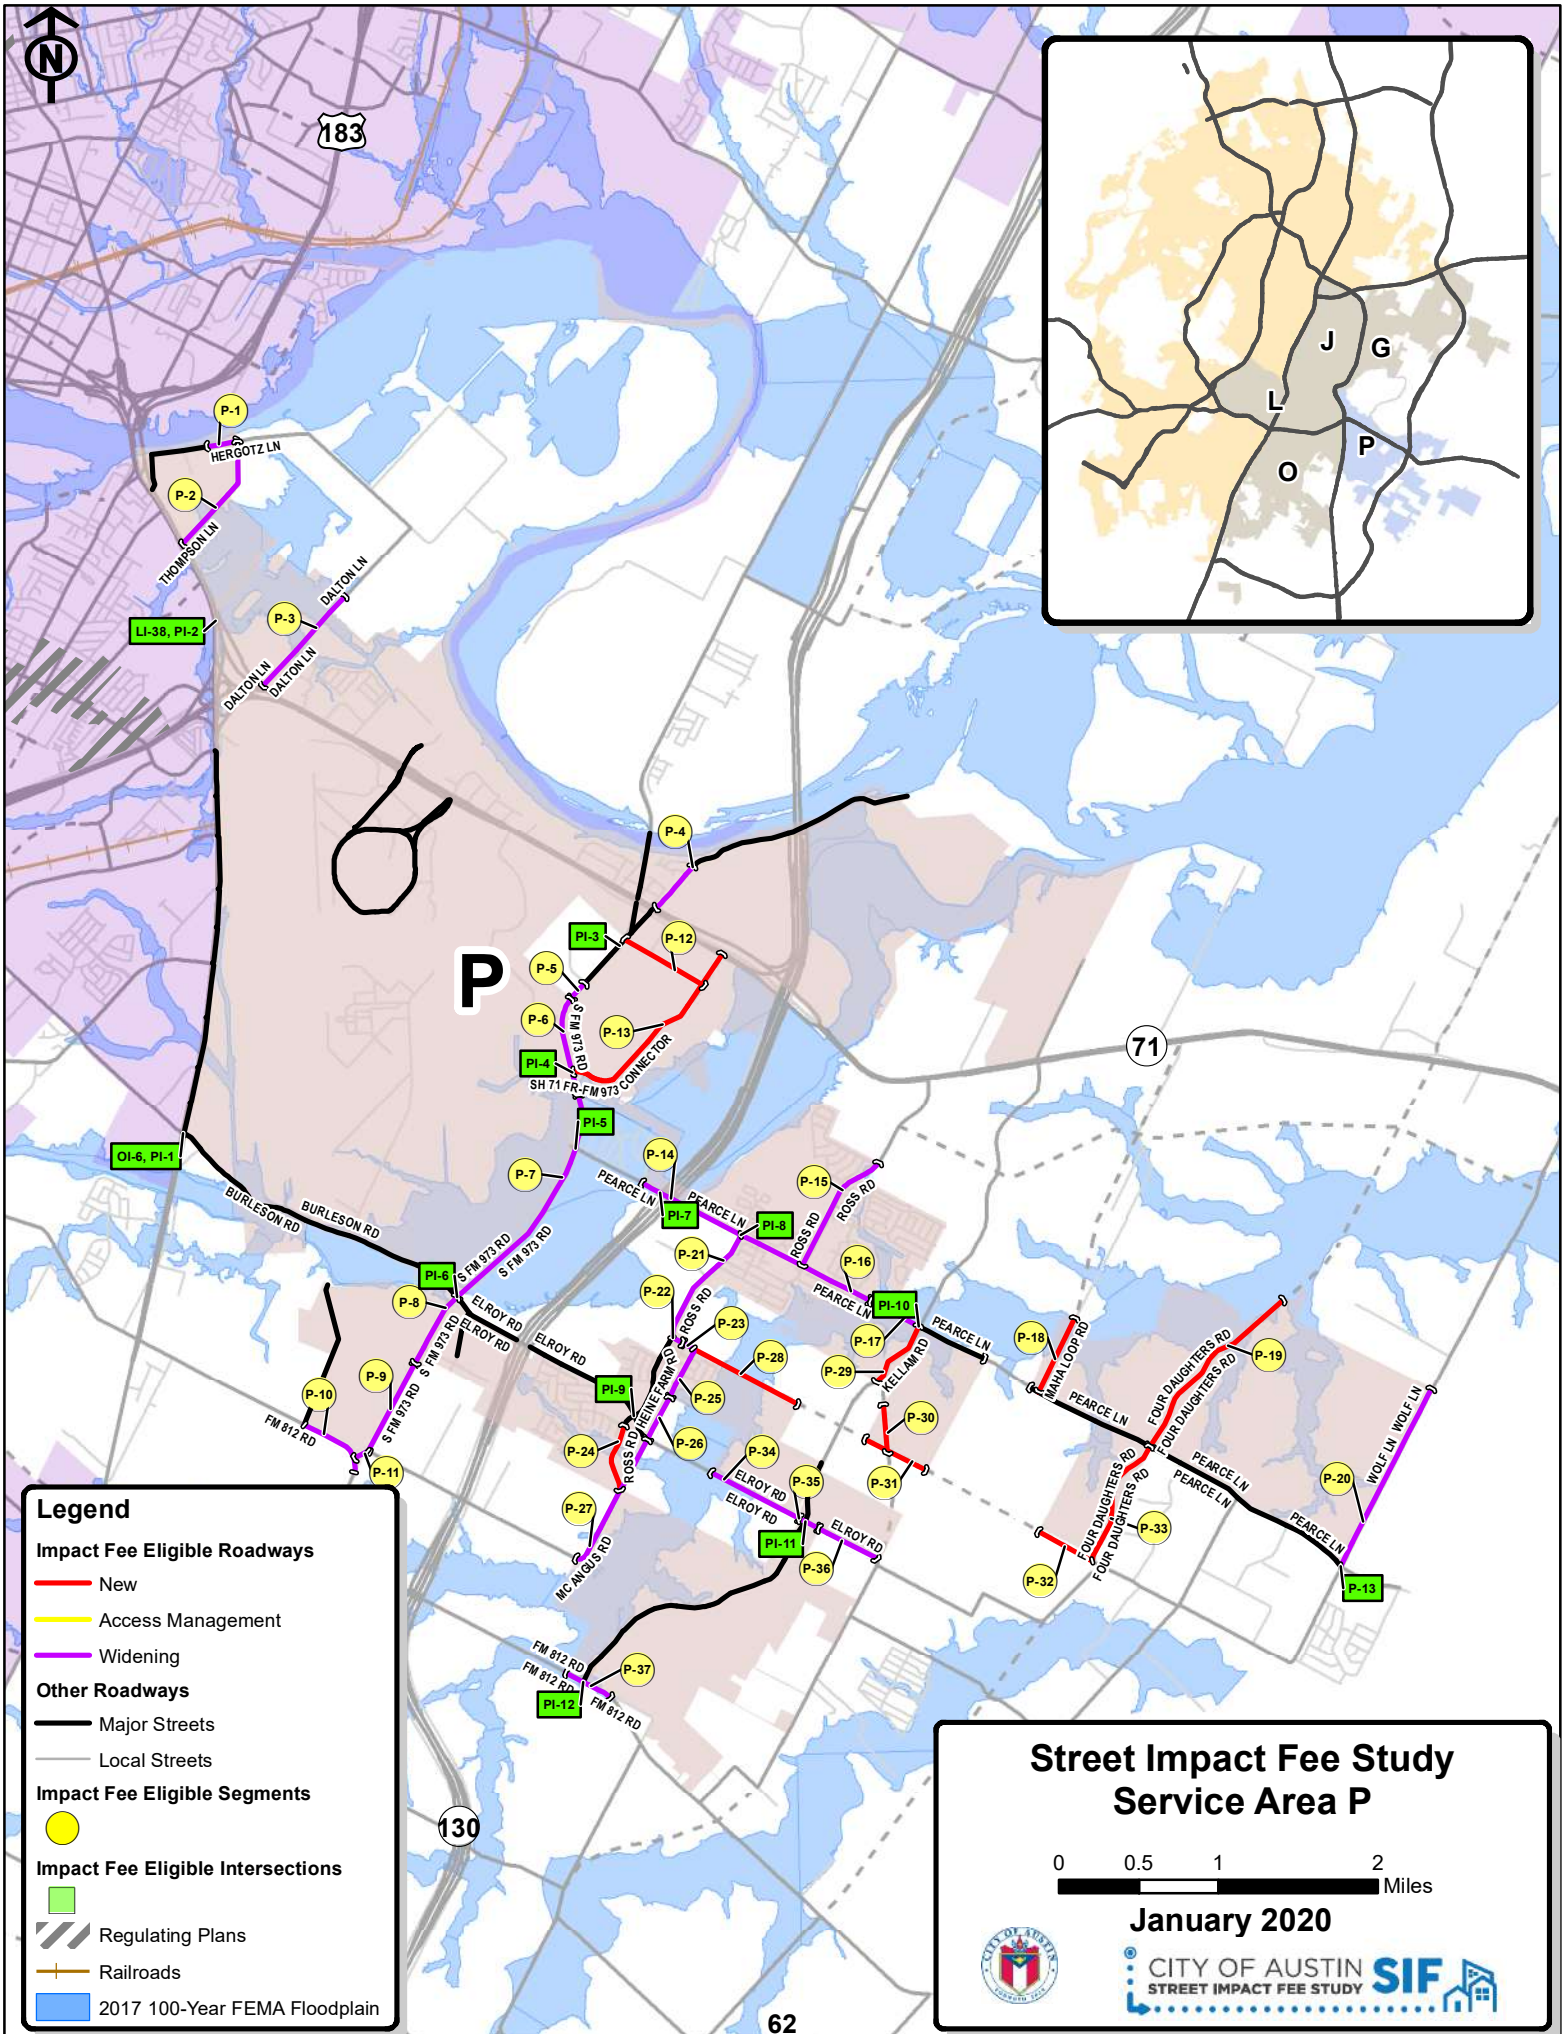 N
183
J
G
L
P
O
P-1
HERGOTZ LN
P-2
THOMPSON LN
DALTON LN
P-3
LI-38, PI-2
DALTON LN
DALTON LN
P-4
PI-3
P-12
P
P-5
P-6
S FM 973 RD
P-13
PI-4
SH 71 FR-FM 973 CONNECTOR
71
PI-5
OI-6, PI-1
P-14
P-7
PEARCE LN
P-15
ROSS RD
BURLESON RD
BURLESON RD
PI-7
PEARCE LN
PI-8
ROSS RD
S FM 973 RD
S FM 973 RD
P-21
P-16
PI-6
P-8
P-22
ROSS RD
PEARCE LN
PI-10
ELROY RD
ELROY RD
S FM 973 RD
ELROY RD
P-23
P-17
PEARCE LN
P-18
MAHA LOOP RD
FOUR DAUGHTERS RD
FOUR DAUGHTERS RD
P-19
P-28
P-29
KELLAM RD
P-9
P-10
S FM 973 RD
PI-9
HEINE FARM RD
P-25
PEARCE LN
WOLF LN
WOLF LN
FM 812 RD
P-30
P-24
ROSS RD
P-26
P-34
P-11
P-31
ELROY RD
ELROY RD
P-35
ELROY RD
FOUR DAUGHTERS RD
FOUR DAUGHTERS RD
PEARCE LN
PEARCE LN
P-20
PEARCE LN
P-27
P-33
PI-11
P-36
MC ANGUS RD
P-32
P-13
FM 812 RD
FM 812 RD
P-37
PI-12
FM 812 RD
130
Legend
Impact Fee Eligible Roadways
New
Access Management
Widening
Other Roadways
Major Streets
Local Streets
Impact Fee Eligible Segments
Impact Fee Eligible Intersections
Regulating Plans
Railroads
2017 100-Year FEMA Floodplain
Street Impact Fee Study
Service Area P
0 0.5 1 2
Miles
January 2020
CITY OF AUSTIN
FOUNDED 1839
CITY OF AUSTIN SIF
STREET IMPACT FEE STUDY
62